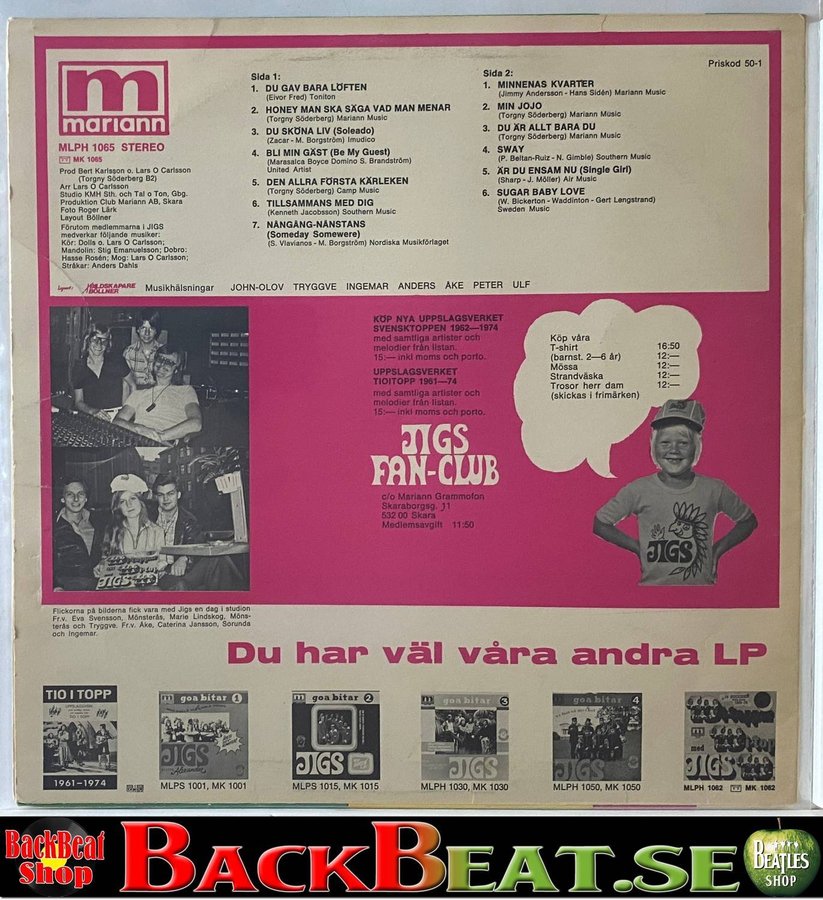 Priskod 50-1
m
mariann
MLPH 1065 STEREO
MK 1065
Prod Bert Karlsson o. Lars O Carlsson
(Torgny Söderberg B2)
Arr Lars O Carlsson
Studio KMH Sth. och Tal o Ton, Gbg.
Produktion Club Mariann AB, Skara
Foto Roger Lärk
Layout Böllner
Förutom medlemmarna i JIGS
medverkar följande musiker:
Kör: Dolls o. Lars O Carlsson;
Mandolin: Stig Emanuelsson; Dobro:
Hasse Rosén; Mog: Lars O Carlsson;
Stråkar: Anders Dahls
Sida 1:
1. DU GAV BARA LÖFTEN
(Eivor Fred) Toniton
2. HONEY MAN SKA SÄGA VAD MAN MENAR
(Torgny Söderberg) Mariann Music
3. DU SKÖNA LIV (Soleado)
(Zacar - M. Borgström) Imudico
4. BLI MIN GÄST (Be My Guest)
(Marasalca Boyce Domino S. Brandström)
United Artist
5. DEN ALLRA FÖRSTA KÄRLEKEN
(Torgny Söderberg) Camp Music
6. TILLSAMMANS MED DIG
(Kenneth Jacobsson) Southern Music
7. NÅNGÅNG-NÅNSTANS
(Someday Somewere)
(S. Vlavianos - M. Borgström) Nordiska Musikförlaget
Sida 2:
1. MINNENAS KVARTER
(Jimmy Andersson - Hans Sidén) Mariann Music
2. MIN JOJO
(Torgny Söderberg) Mariann Music
3. DU ÄR ALLT BARA DU
(Torgny Söderberg) Mariann Music
4. SWAY
(P. Beltan-Ruiz - N. Gimble) Southern Music
5. ÄR DU ENSAM NU (Single Girl)
(Sharp - J. Möller) Air Music
6. SUGAR BABY LOVE
(W. Bickerton - Waddinton - Gert Lengstrand)
Sweden Music
Layout: BILDSKAPARE
BÖLLNER
Musikhälsningar JOHN-OLOV TRYGGVE INGEMAR ANDERS ÅKE PETER ULF
KÖP NYA UPPSLAGSVERKET
SVENSKTOPPEN 1962—1974
med samtliga artister och
melodier från listan.
15:— inkl moms och porto.
UPPSLAGSVERKET
TIOITOPP 1961—74
med samtliga artister och
melodier från listan.
15:— inkl moms och porto.
JIGS
FAN-CLUB
c/o Mariann Grammofon
Skaraborgsg. 11
532 00 Skara
Medlemsavgift 11:50
Köp våra
T-shirt 16:50
(barnst. 2—6 år) 12:—
Mössa 12:—
Strandväska 12:—
Trosor herr dam 12:—
(skickas i frimärken)
JIGS
JIGS
Flickorna på bilderna fick vara med Jigs en dag i studion
Fr.v. Eva Svensson, Mönsterås, Marie Lindskog, Möns-
terås och Tryggve. Fr.v. Åke, Caterina Jansson, Sorunda
och Ingemar.
Du har väl våra andra LP
TIO I TOPP
1961–1974
m goa bitar 1
JIGS
Alexander
MLPS 1001, MK 1001
m goa bitar 2
JIGS
MLPS 1015, MK 1015
m goa bitar 3
JIGS
MLPH 1030, MK 1030
m goa bitar 4
JIGS
MLPH 1050, MK 1050
med
JIGS
MLPH 1062 MK 1062
BackBeat
Shop
BACKBEAT.SE
BEATLES
SHOP